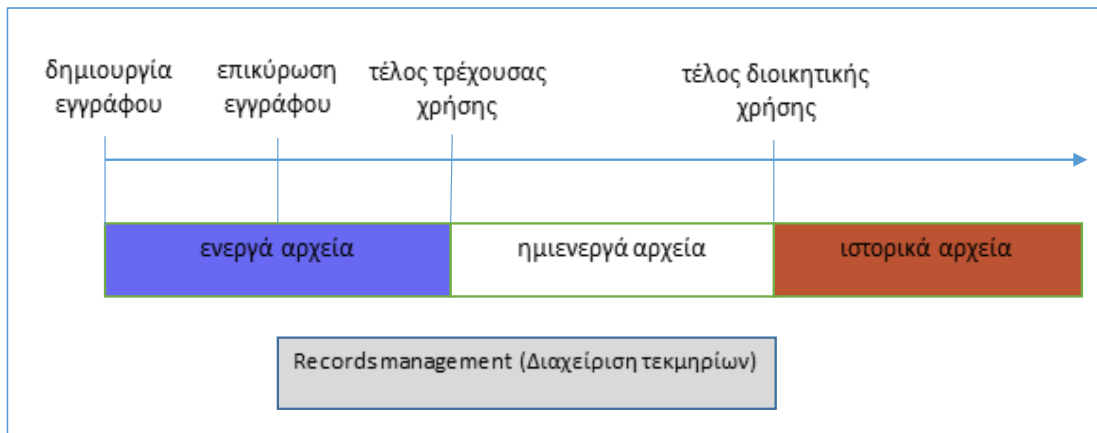 δημιουργία
εγγράφου
επικύρωση
εγγράφου
τέλος τρέχουσας
χρήσης
τέλος διοικητικής
χρήσης
ενεργά αρχεία
ημιενεργά αρχεία
ιστορικά αρχεία
Records management (Διαχείριση τεκμηρίων)